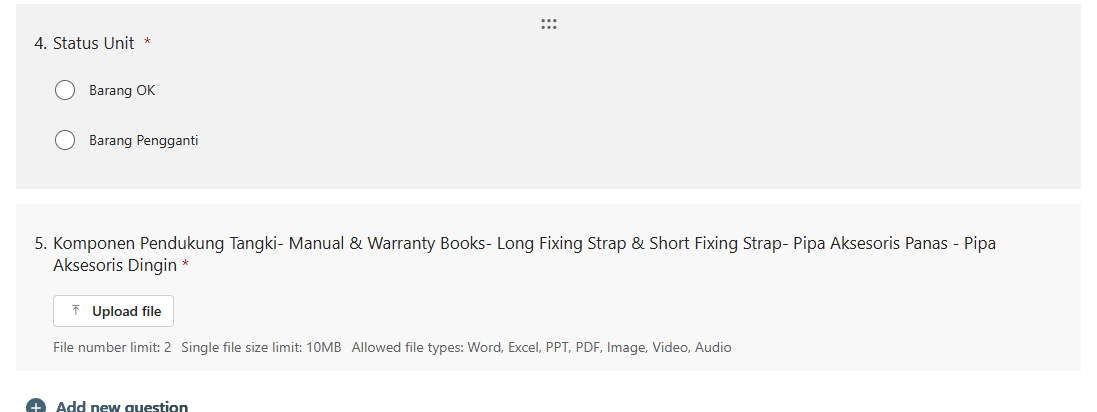 4. Status Unit *
Barang OK
Barang Pengganti
5. Komponen Pendukung Tangki- Manual & Warranty Books- Long Fixing Strap & Short Fixing Strap- Pipa Aksesoris Panas - Pipa
Aksesoris Dingin *
Upload file
File number limit: 2 Single file size limit: 10MB Allowed file types: Word, Excel, PPT, PDF, Image, Video, Audio
Add new question